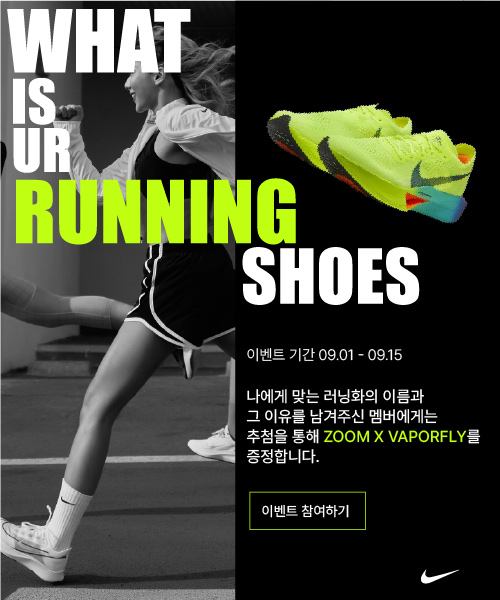 WHAT
IS
UR
RUNNING
SHOES
이벤트 기간 09.01 - 09.15
나에게 맞는 러닝화의 이름과
그 이유를 남겨주신 멤버에게는
추첨을 통해 ZOOM X VAPORFLY를
증정합니다.
이벤트 참여하기